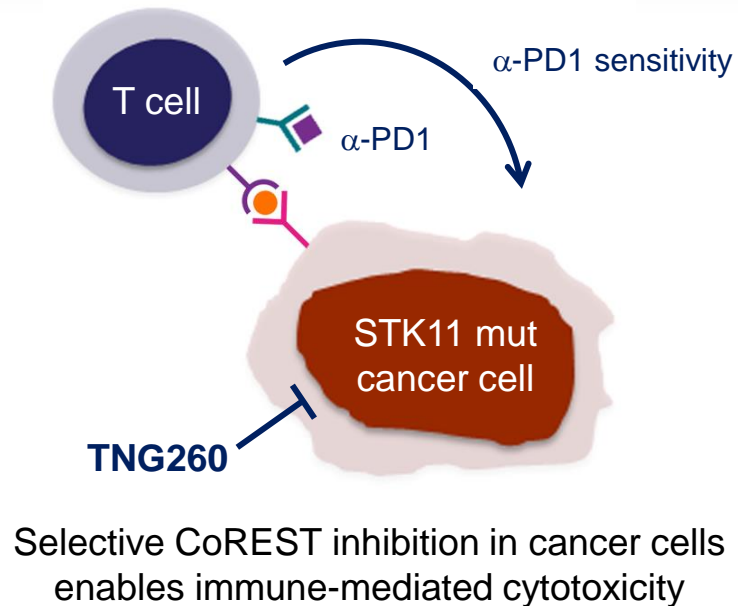 T cell
α-PD1 sensitivity
α-PD1
STK11 mut
cancer cell
TNG260
Selective CoREST inhibition in cancer cells
enables immune-mediated cytotoxicity